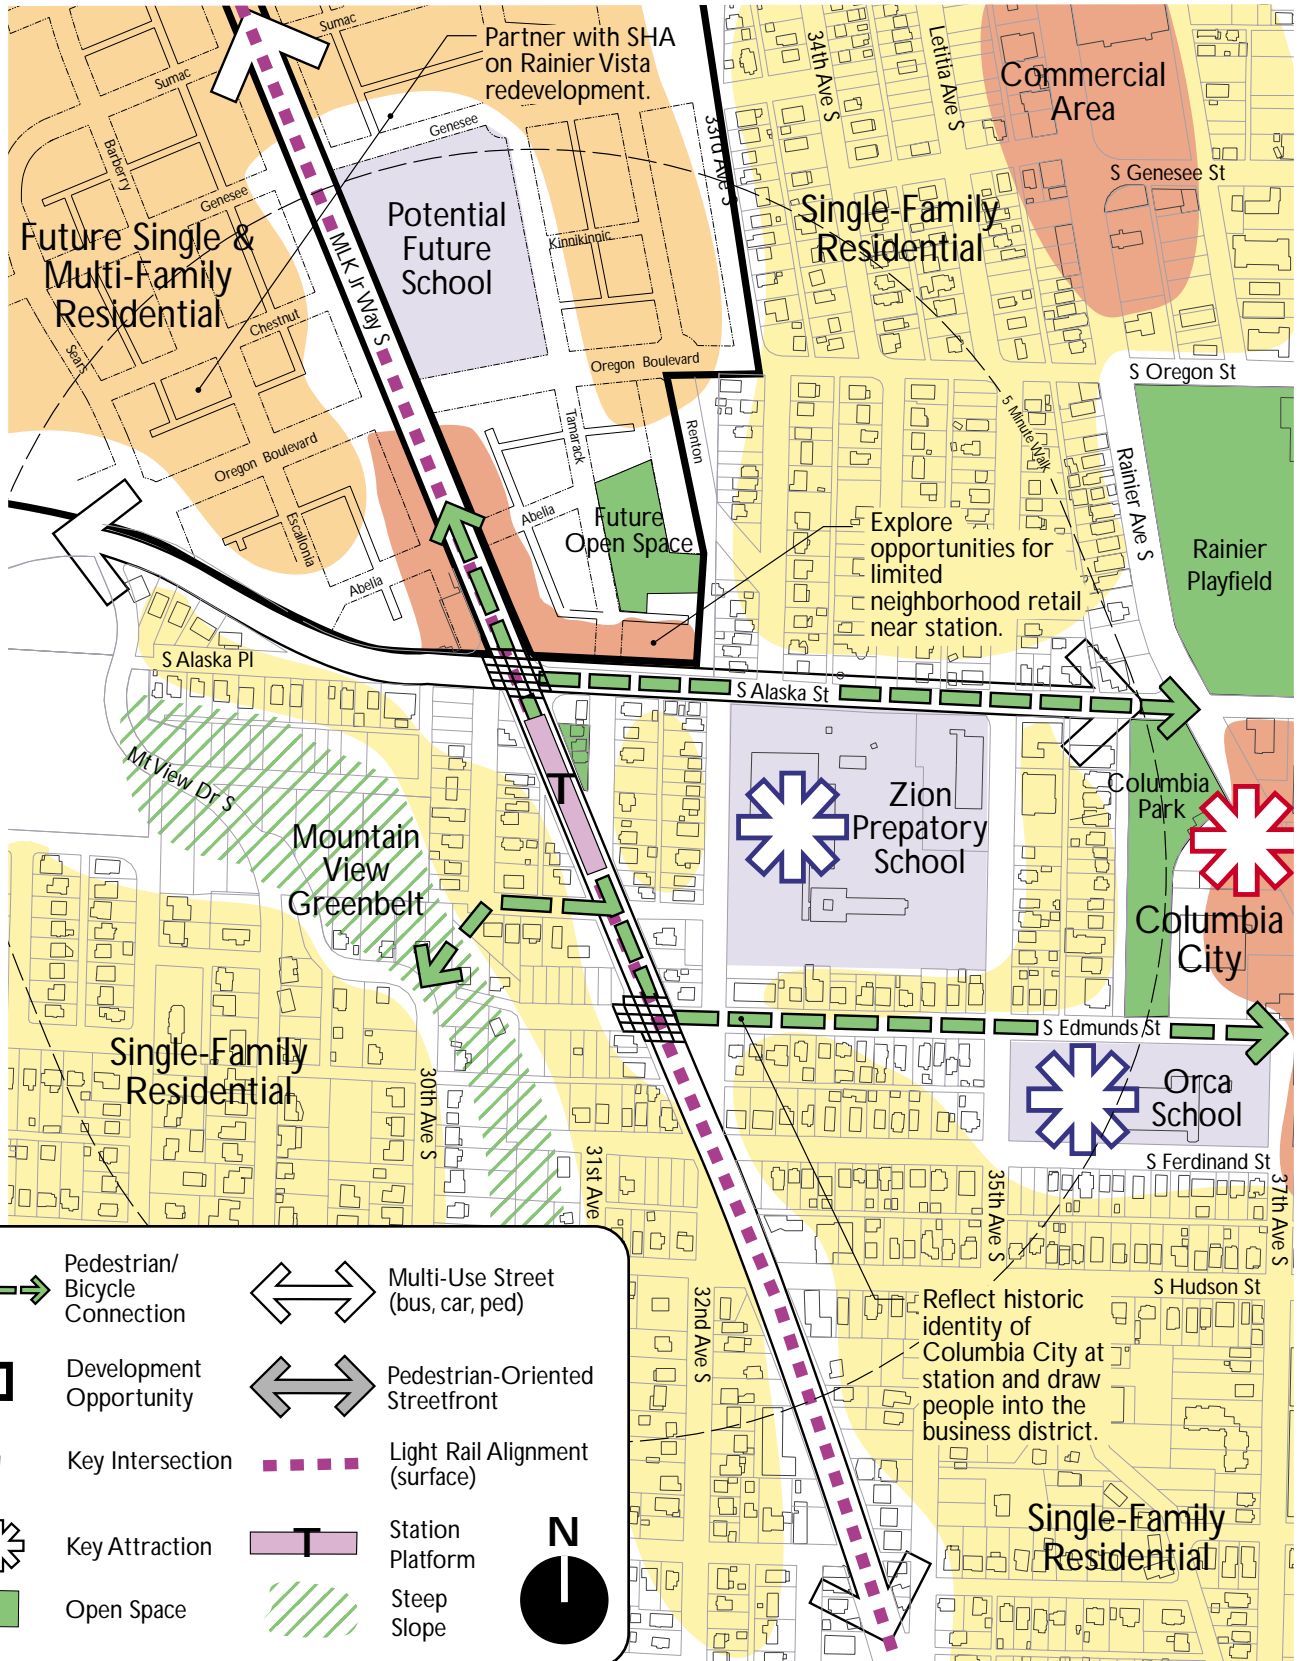 Sumac
Partner with SHA
on Rainier Vista
redevelopment.
34th Ave S
Letitia Ave S
Commercial
Area
Sumac
Genesee
33rd Ave S
Barberry
S Genesee St
Genesee
Potential
Future
School
Single-Family
Residential
Future Single &
Multi-Family
Residential
Kinnikinnic
MLK Jr Way S
Chestnut
Sears
Oregon Boulevard
S Oregon St
5 Minute Walk
Tamarack
Renton
Oregon Boulevard
Rainier Ave S
Escallonia
Abelia
Future
Open Space
Explore
opportunities for
limited
neighborhood retail
near station.
Rainier
Playfield
Abelia
S Alaska Pl
S Alaska St
Mt View Dr S
T
Columbia
Park
Zion
Prepatory
School
Mountain
View
Greenbelt
Columbia
City
S Edmunds St
Single-Family
Residential
30th Ave S
Orca
School
31st Ave
S Ferdinand St
35th Ave S
37th Ave S
S Hudson St
32nd Ave S
Reflect historic
identity of
Columbia City at
station and draw
people into the
business district.
Single-Family
Residential
Pedestrian/
Bicycle
Connection
Multi-Use Street
(bus, car, ped)
Development
Opportunity
Pedestrian-Oriented
Streetfront
Key Intersection
Light Rail Alignment
(surface)
Key Attraction
T
Station
Platform
N
Open Space
Steep
Slope